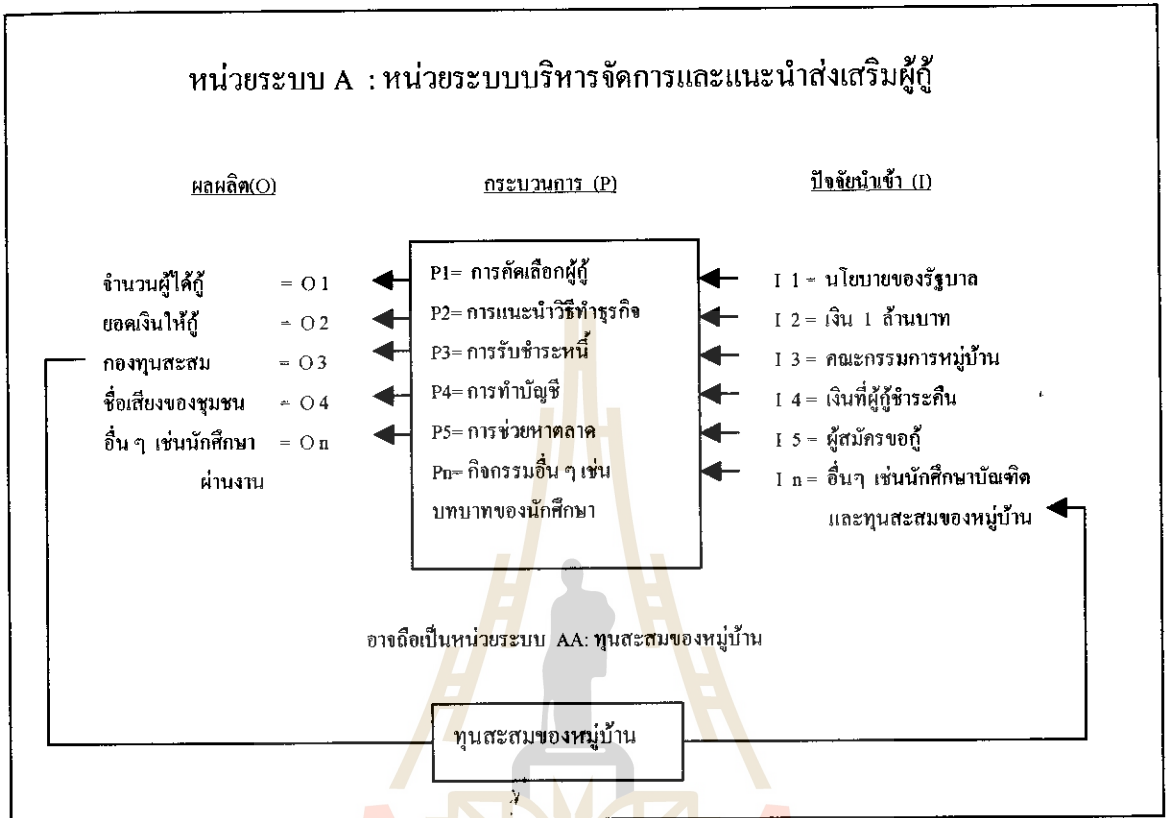 หน่วยระบบ A : หน่วยระบบบริหารจัดการและแนะนำส่งเสริมผู้กู้
ผลผลิต(O)
กระบวนการ (P)
ปัจจัยนำเข้า (I)
จำนวนผู้ได้กู้ = O 1
ยอดเงินให้กู้ = O 2
กองทุนสะสม = O 3
ชื่อเสียงของชุมชน = O 4
อื่น ๆ เช่นนักศึกษา = O n
ผ่านงาน
P1= การคัดเลือกผู้กู้
P2= การแนะนำวิธีทำธุรกิจ
P3= การรับชำระหนี้
P4= การทำบัญชี
P5= การช่วยหาตลาด
Pn= กิจกรรมอื่น ๆ เช่น
บทบาทของนักศึกษา
I 1 = นโยบายของรัฐบาล
I 2 = เงิน 1 ล้านบาท
I 3 = คณะกรรมการหมู่บ้าน
I 4 = เงินที่ผู้กู้ชำระคืน
I 5 = ผู้สมัครขอกู้
I n = อื่นๆ เช่นนักศึกษาบัณฑิต
และทุนสะสมของหมู่บ้าน
อาจถือเป็นหน่วยระบบ AA: ทุนสะสมของหมู่บ้าน
ทุนสะสมของหมู่บ้าน